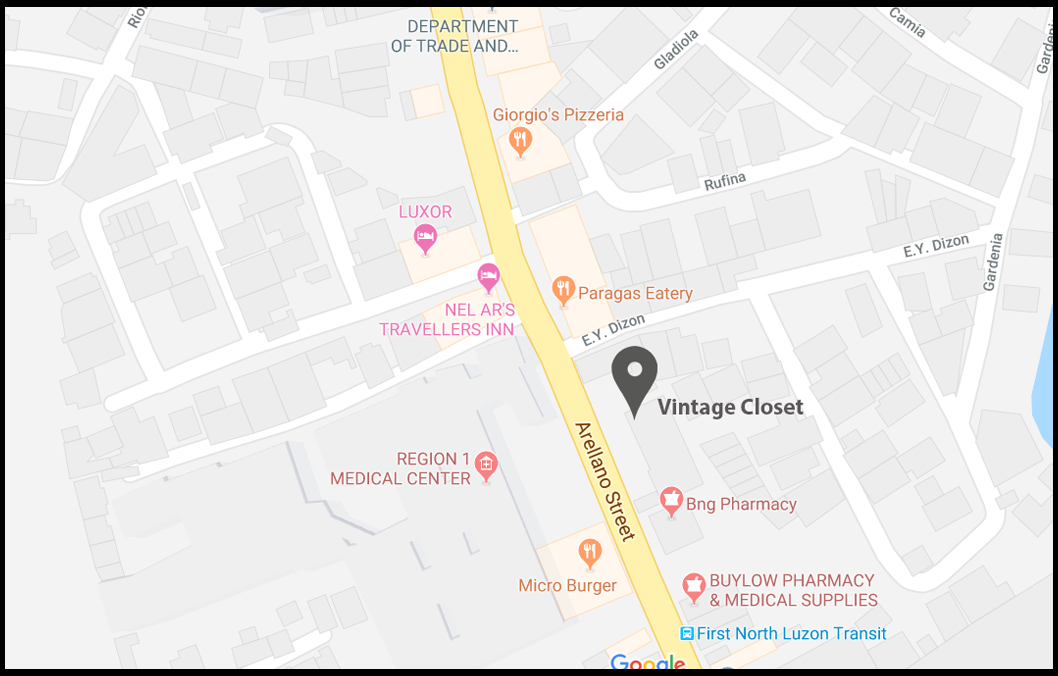 Rio
DEPARTMENT
OF TRADE AND...
Camia
Gladiola
Gardenia
Giorgio's Pizzeria
Rufina
LUXOR
E.Y. Dizon
Gardenia
NEL AR'S
TRAVELLERS INN
Paragas Eatery
E.Y. Dizon
Vintage Closet
Arellano Street
REGION 1
MEDICAL CENTER
Bng Pharmacy
Micro Burger
BUYLOW PHARMACY
& MEDICAL SUPPLIES
First North Luzon Transit
Google